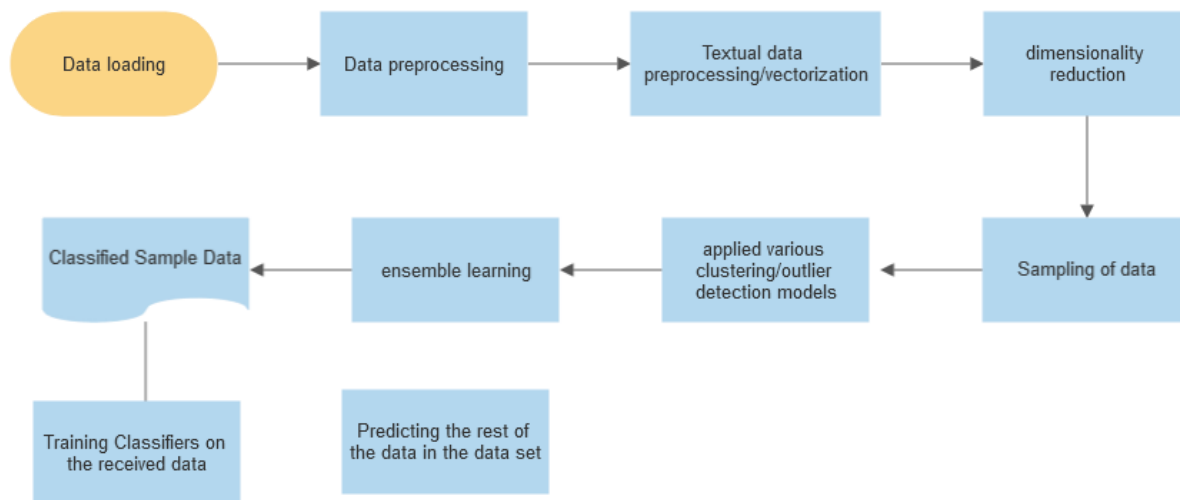 Data loading
Data preprocessing
Textual data
preprocessing/vectorization
dimensionality
reduction
Sampling of data
applied various
clustering/outlier
detection models
ensemble learning
Classified Sample Data
Training Classifiers on
the received data
Predicting the rest of
the data in the data set